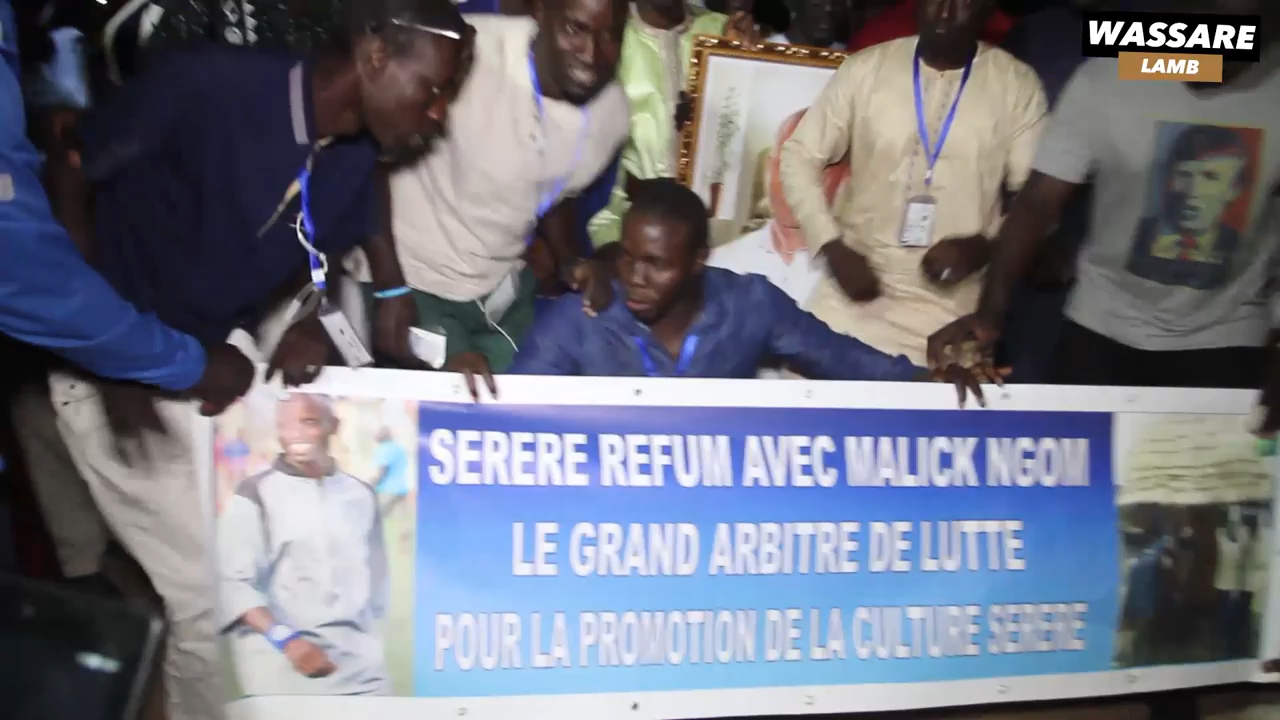 WASSARE
LAMB
SERERE REFUM AVEC MALICK NGOM
LE GRAND ARBITRE DE LUTTE
POUR LA PROMOTION DE LA CULTURE SERERE